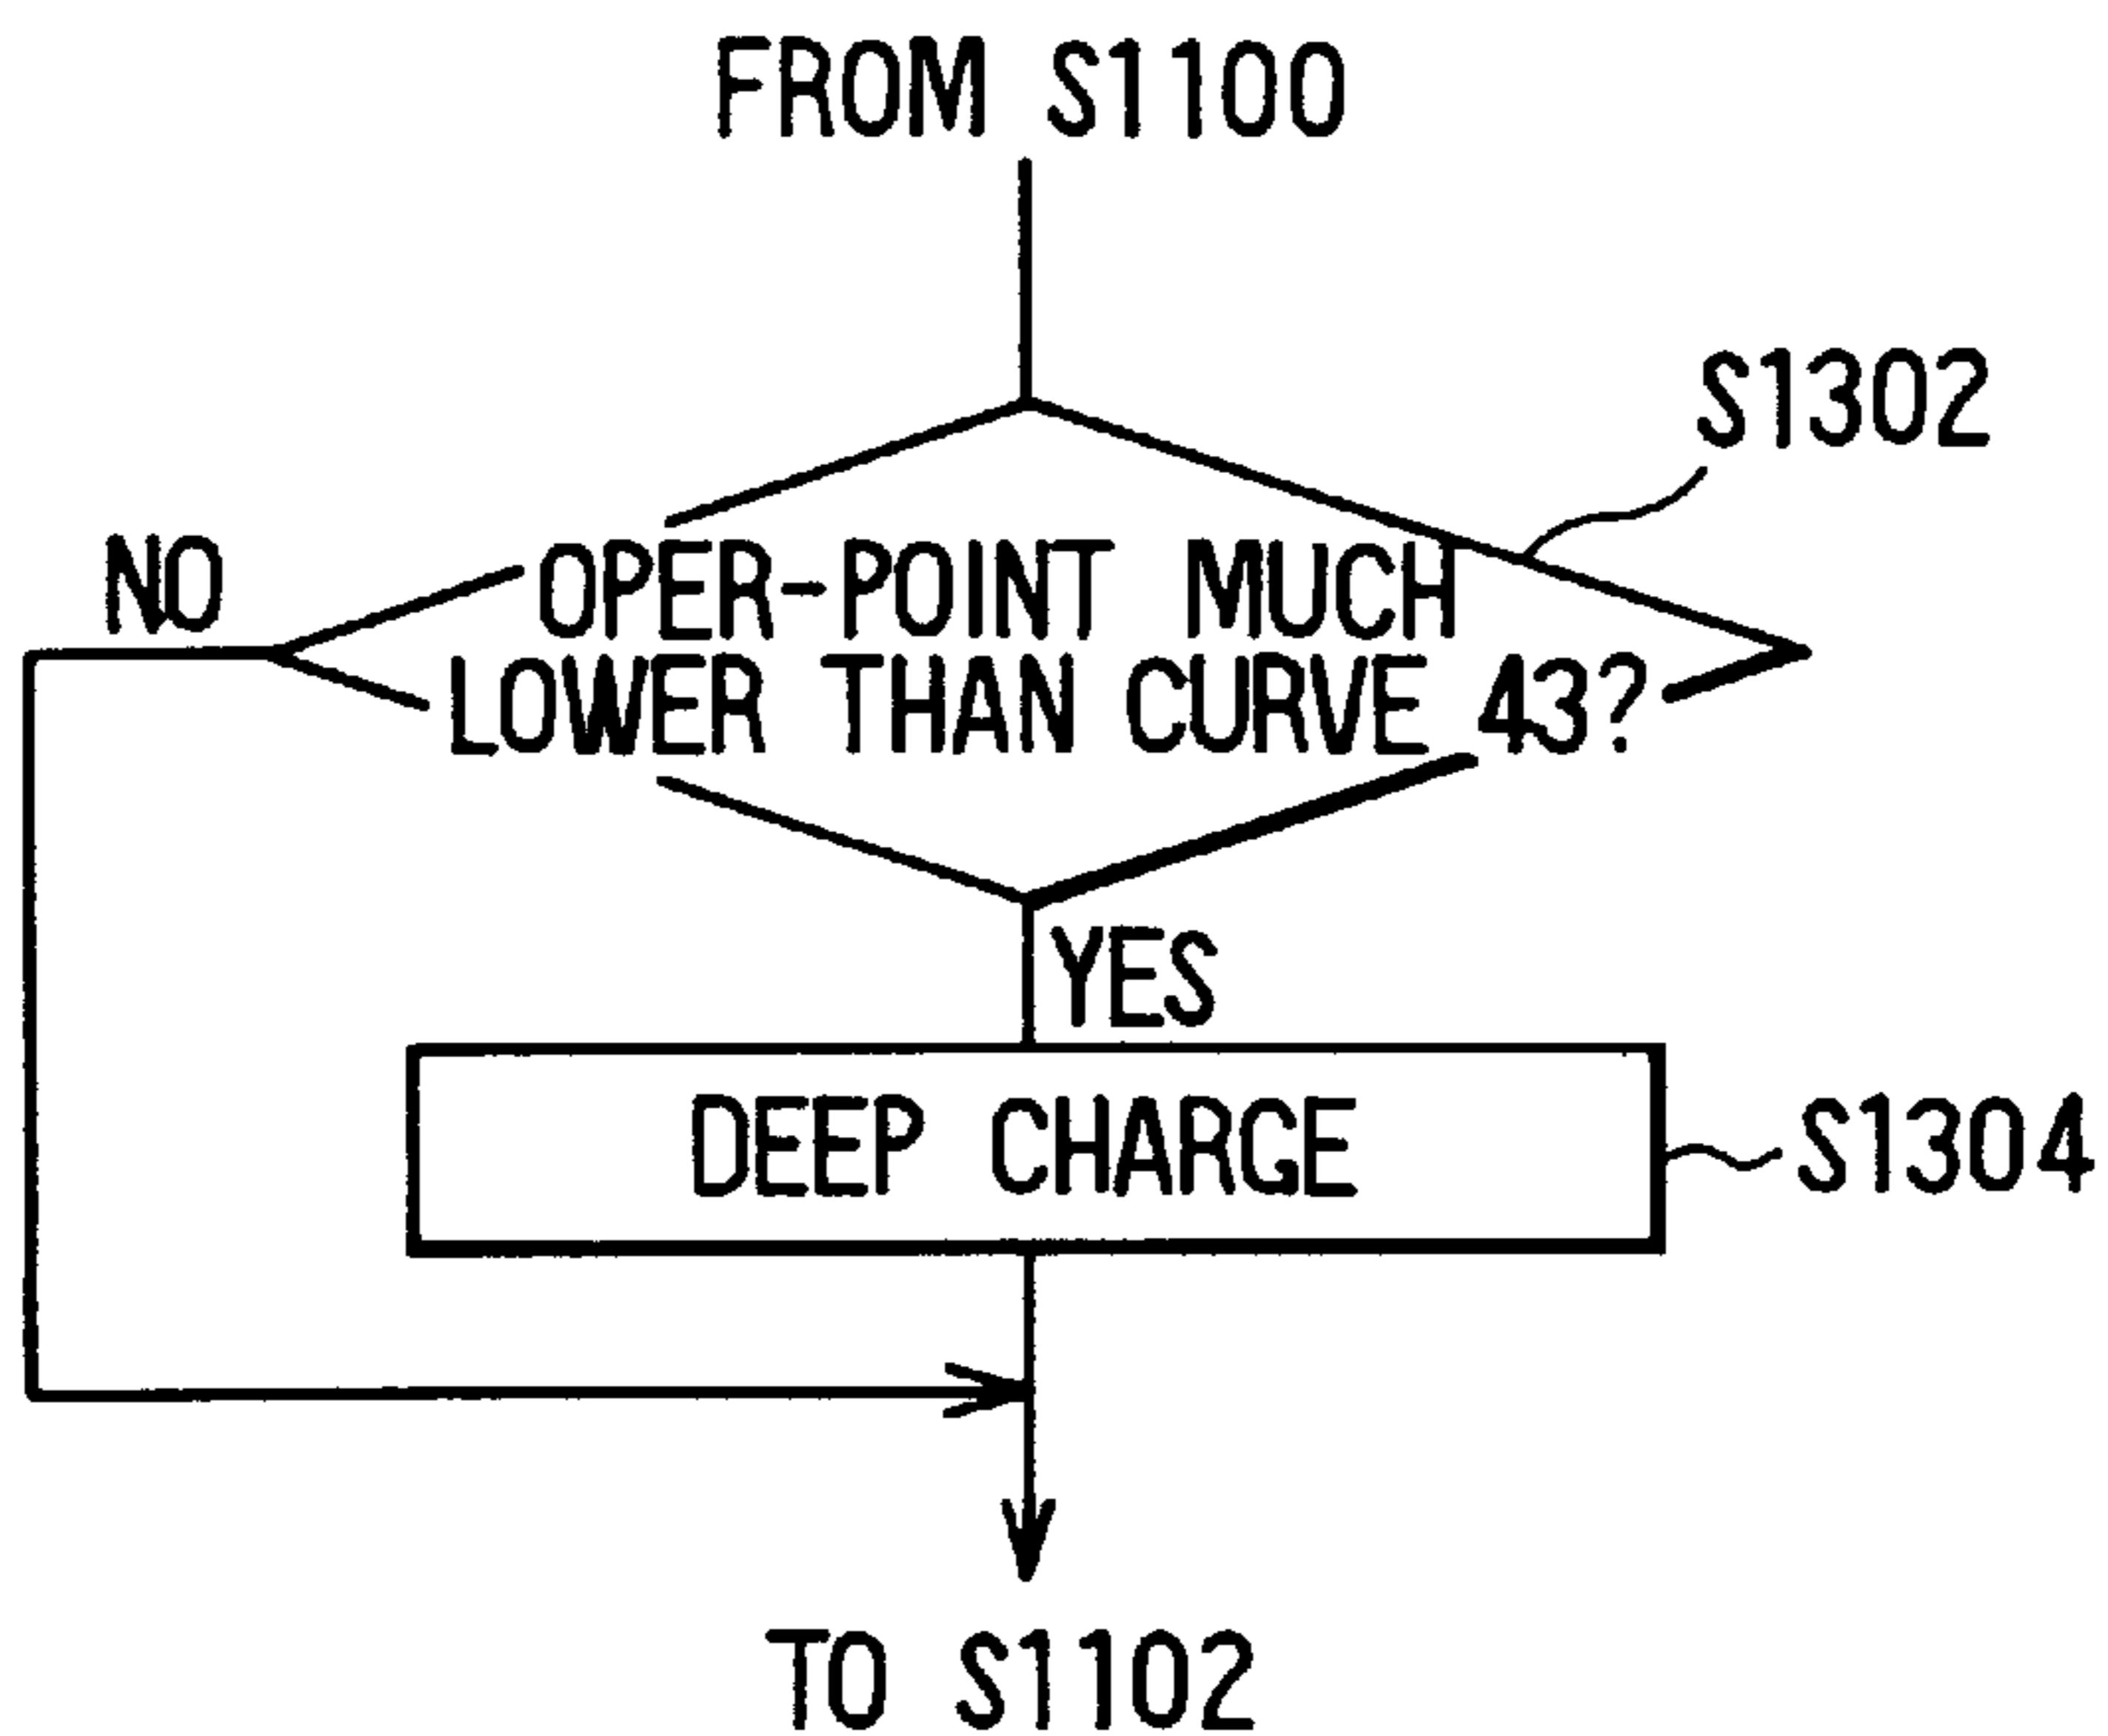 FROM S1100
S1302
NO
OPER-POINT MUCH
LOWER THAN CURVE 43?
YES
DEEP CHARGE
S1304
TO S1102